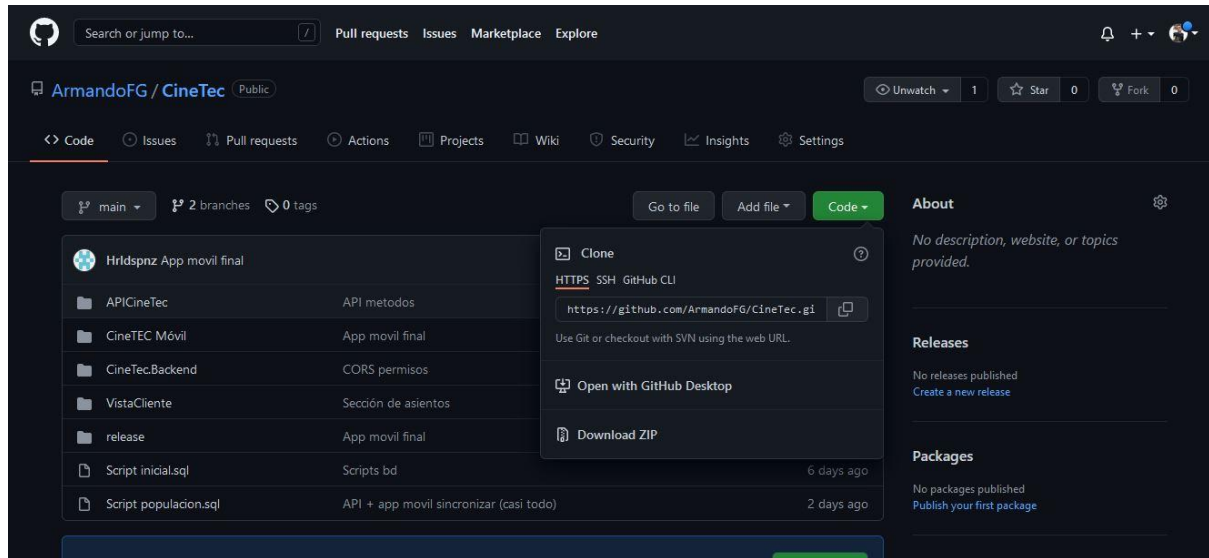 Search or jump to... / Pull requests Issues Marketplace Explore
ArmandoFG / CineTec Public Unwatch 1 Star 0 Fork 0
Code Issues Pull requests Actions Projects Wiki Security Insights Settings
main 2 branches 0 tags Go to file Add file Code
Hrldspnz App movil final
APICineTec API metodos
CineTEC Móvil App movil final
CineTec.Backend CORS permisos
VistaCliente Sección de asientos
release App movil final
Script inicial.sql Scripts bd 6 days ago
Script populacion.sql API + app movil sincronizar (casi todo) 2 days ago
Clone
HTTPS SSH GitHub CLI
https://github.com/ArmandoFG/CineTec.gi
Use Git or checkout with SVN using the web URL.
Open with GitHub Desktop
Download ZIP
About
No description, website, or topics
provided.
Releases
No releases published
Create a new release
Packages
No packages published
Publish your first package